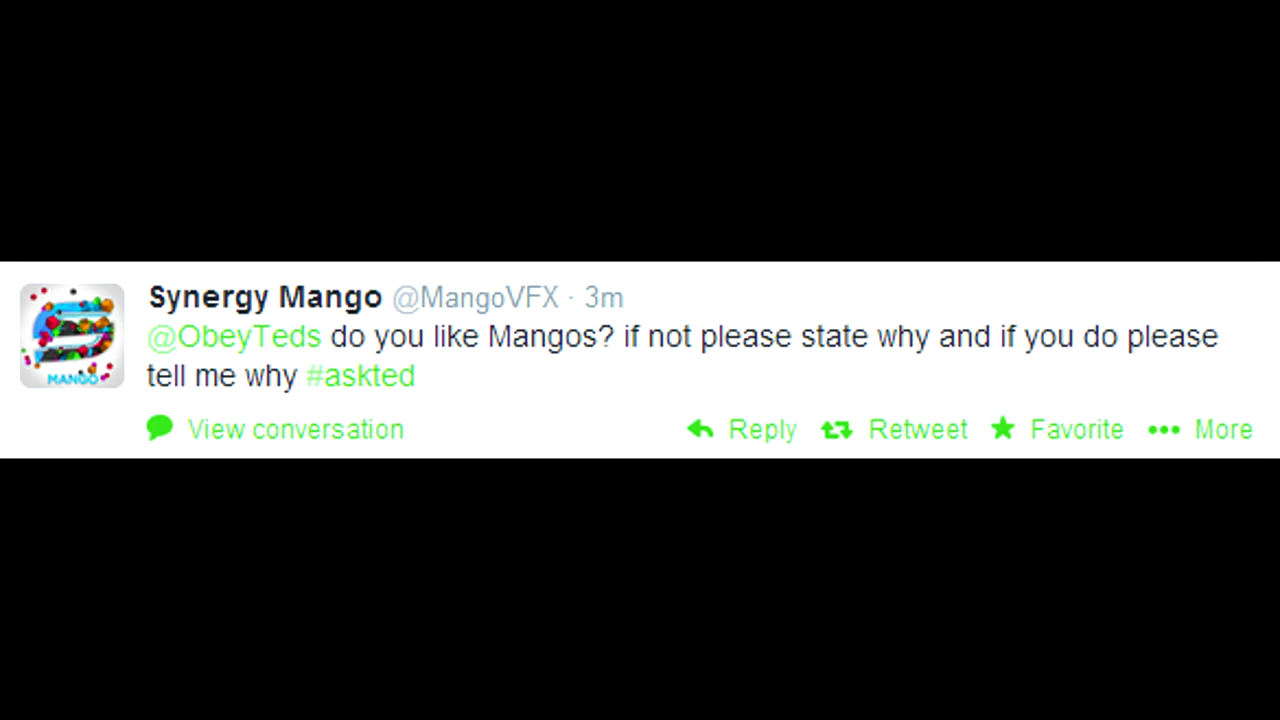 Synergy Mango @MangoVFX · 3m
@ObeyTeds do you like Mangos? if not please state why and if you do please
tell me why #askted
MANGO
View conversation Reply Retweet Favorite More